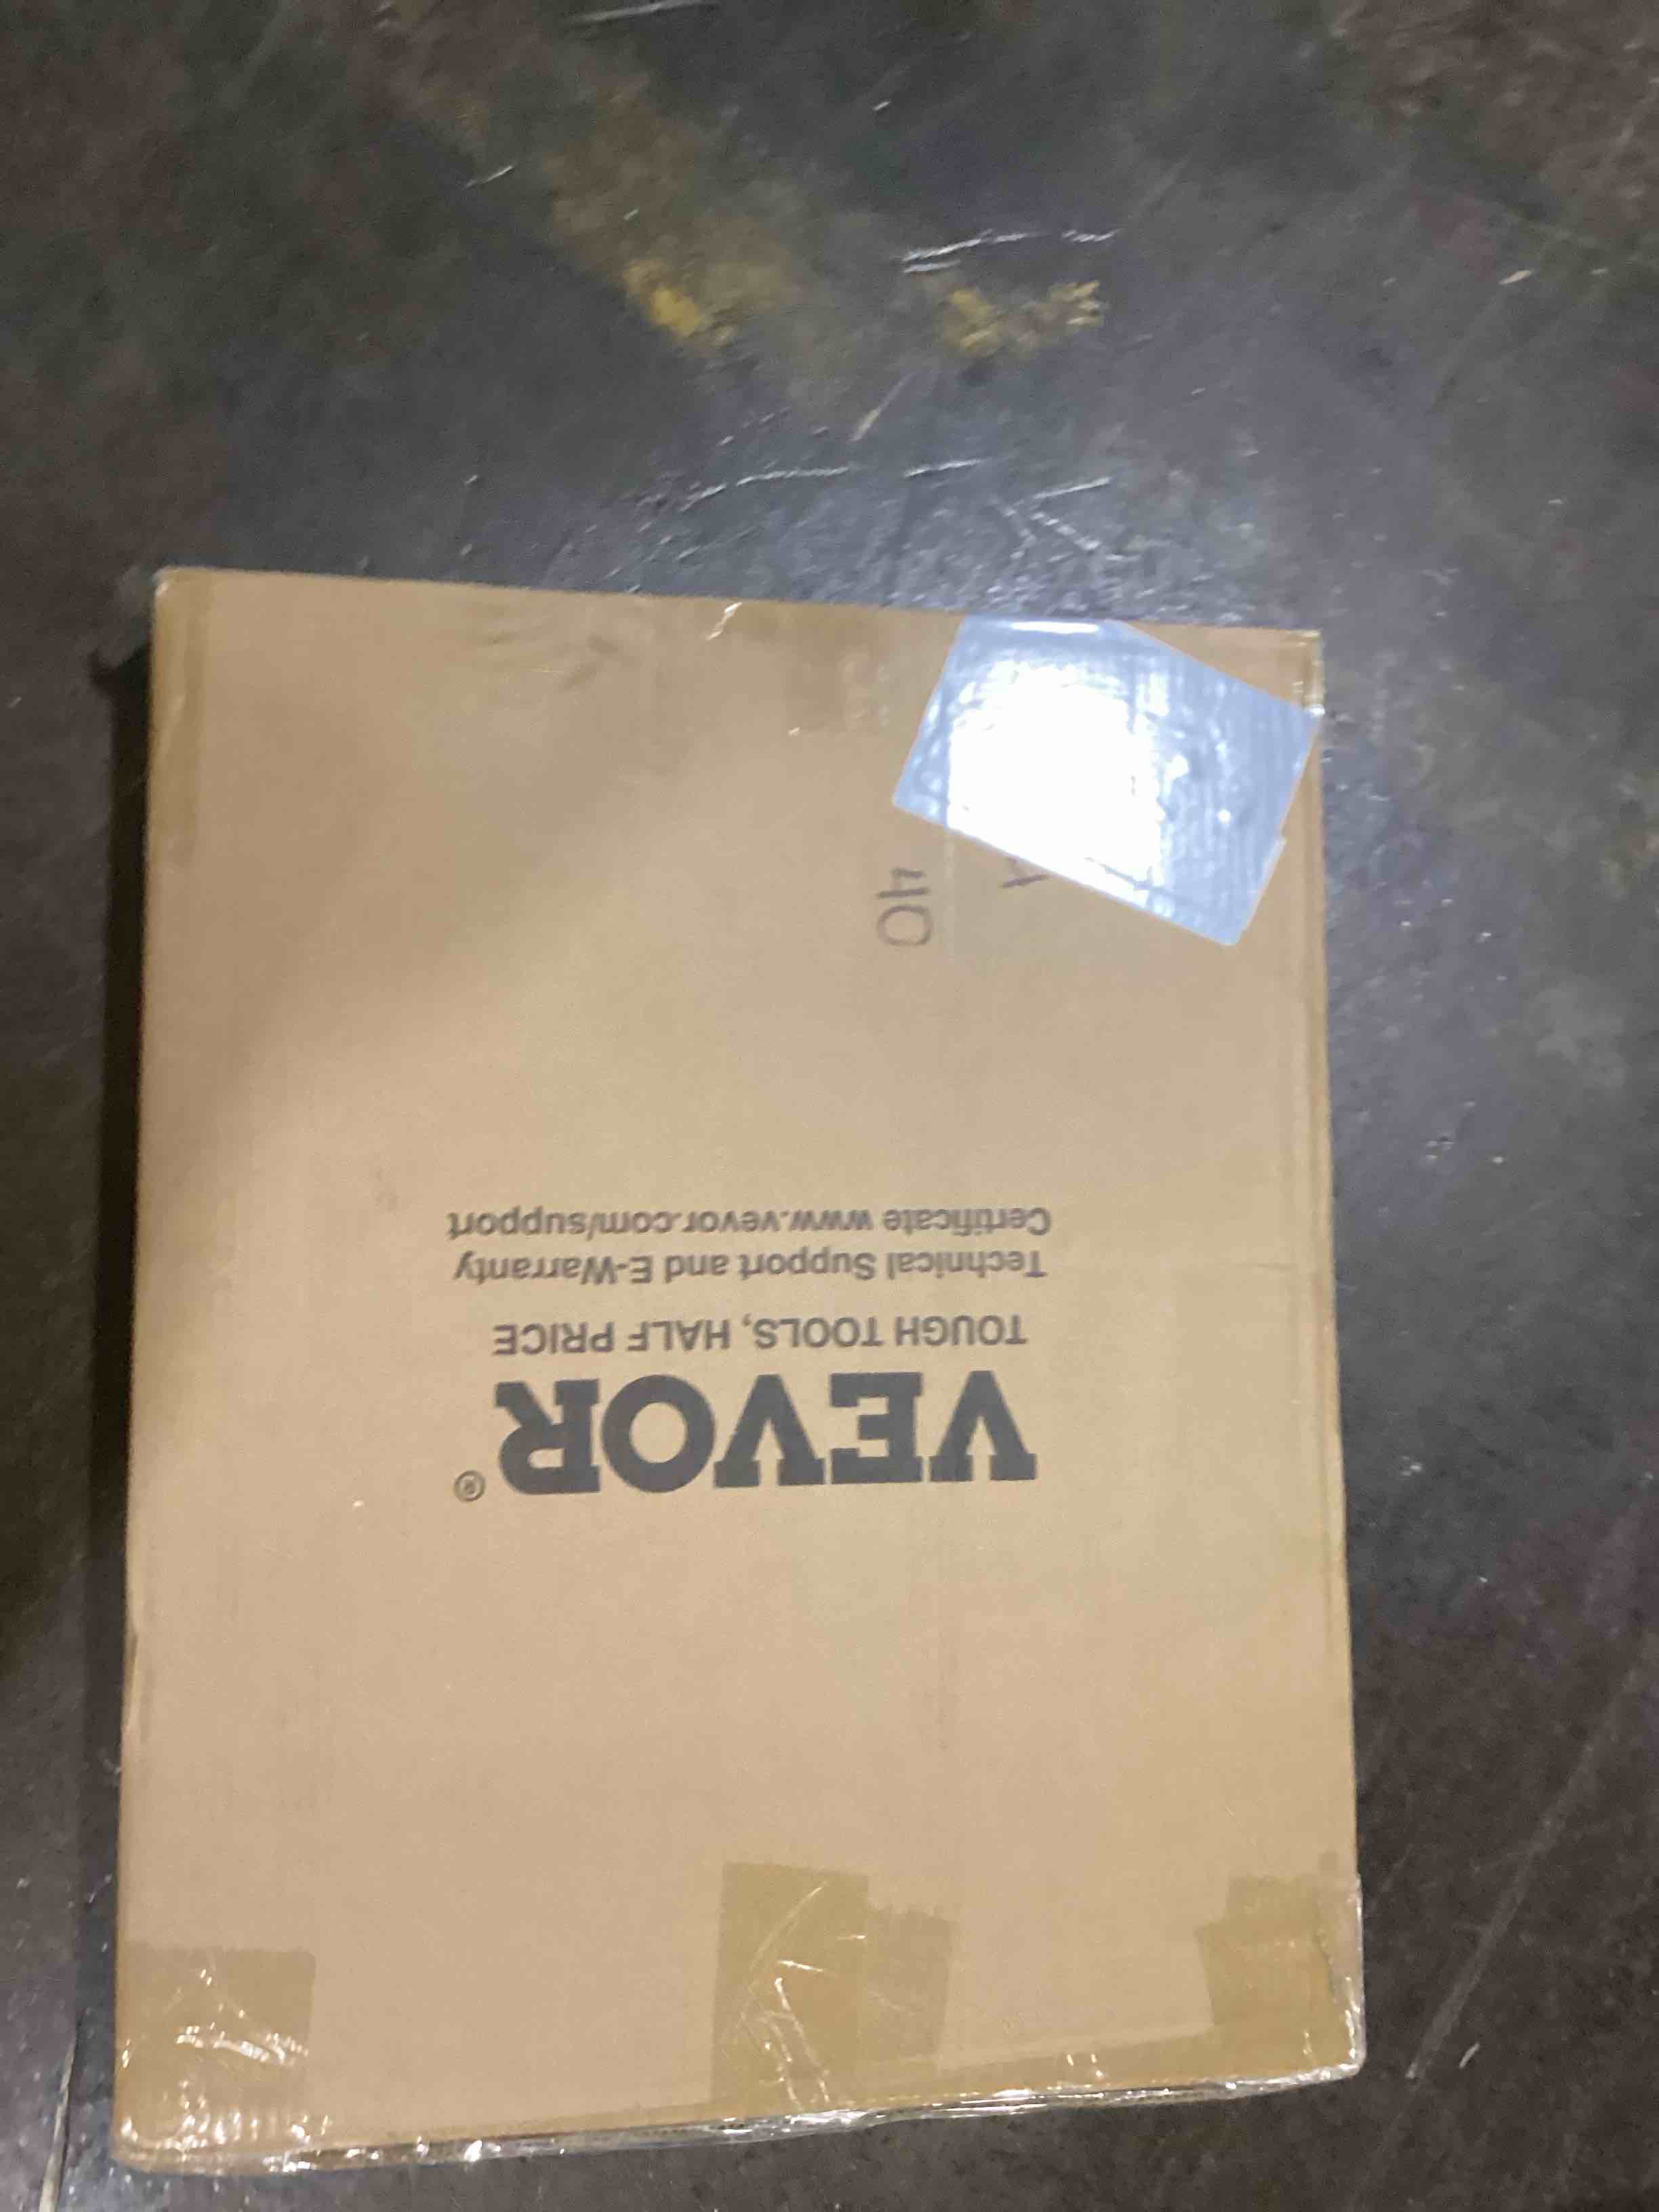 VEVOR®
TOUGH TOOLS, HALF PRICE
Technical Support and E-Warranty
Certificate www.vevor.com/support
40